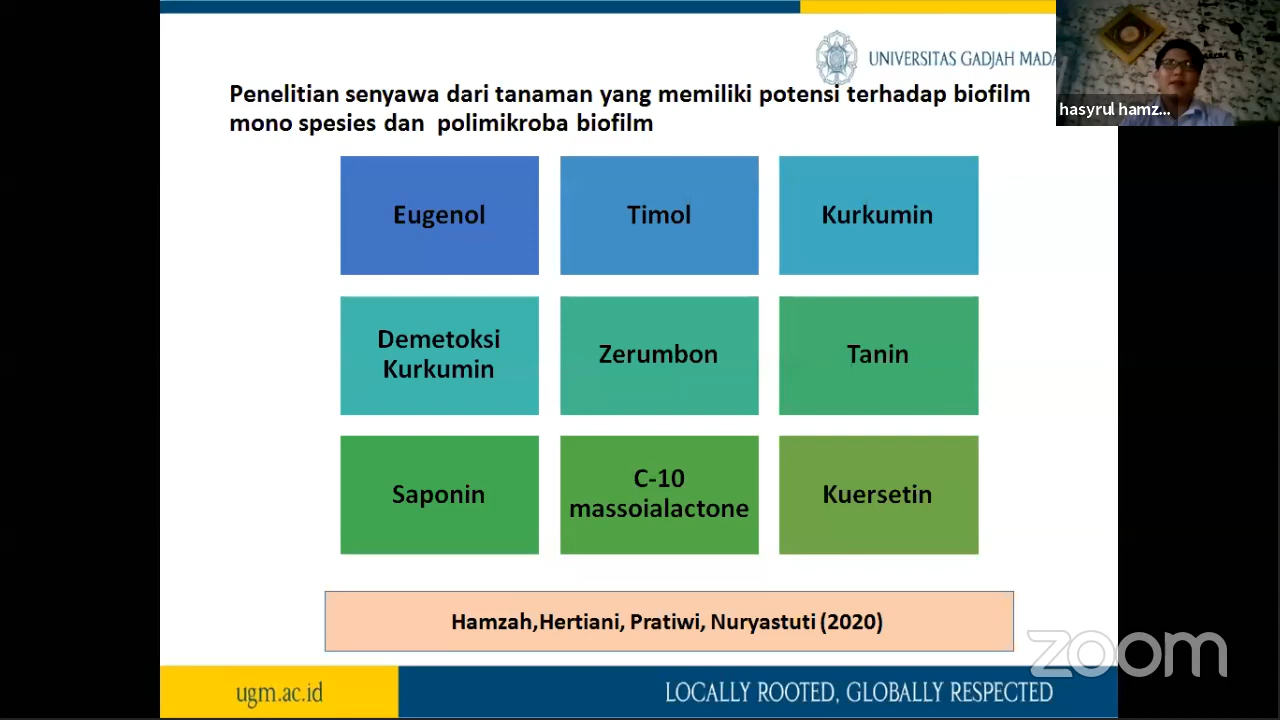 UNIVERSITAS GADJAH MADA
Penelitian senyawa dari tanaman yang memiliki potensi terhadap biofilm
mono spesies dan polimikroba biofilm
hasyrul hamz...
Eugenol
Timol
Kurkumin
Demetoksi
Kurkumin
Zerumbon
Tanin
Saponin
C-10
massoialactone
Kuersetin
Hamzah,Hertiani, Pratiwi, Nuryastuti (2020)
zoom
ugm.ac.id
LOCALLY ROOTED, GLOBALLY RESPECTED